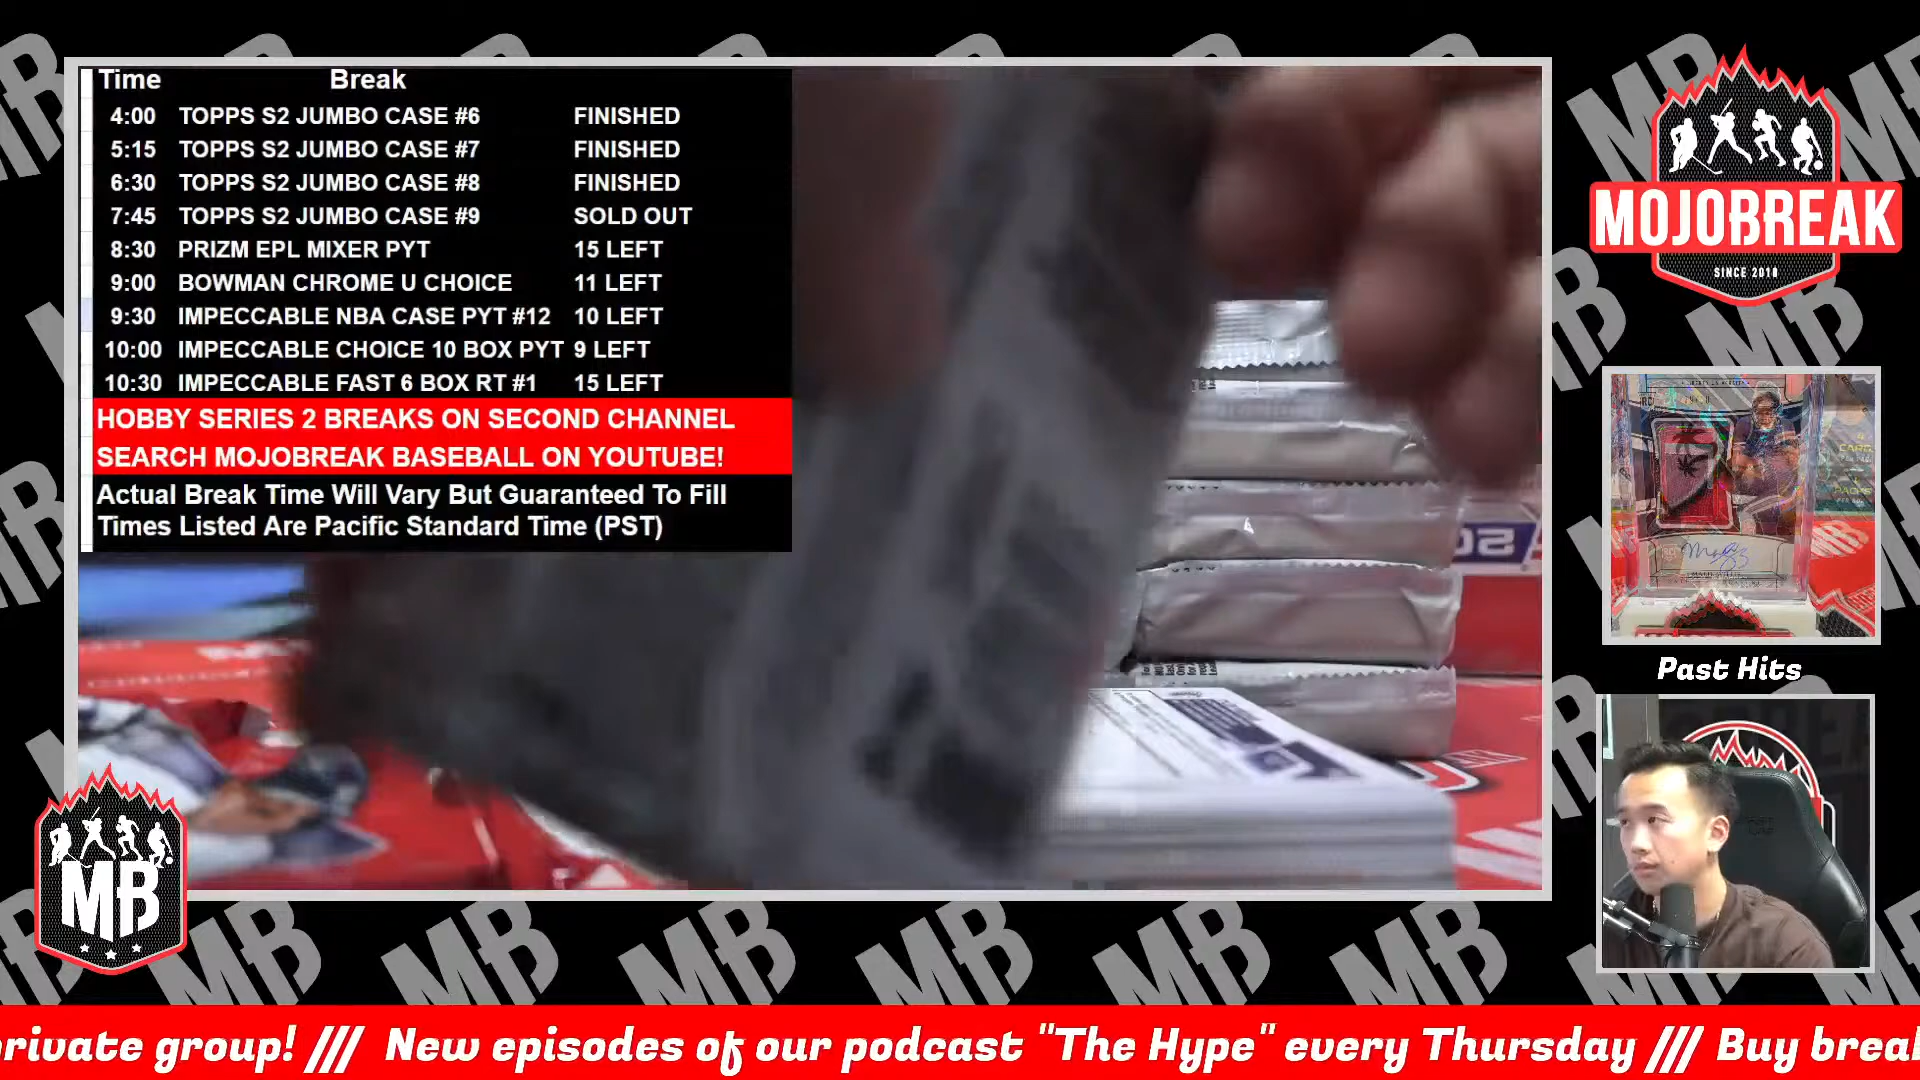 Time Break
4:00 TOPPS S2 JUMBO CASE #6 FINISHED
5:15 TOPPS S2 JUMBO CASE #7 FINISHED
6:30 TOPPS S2 JUMBO CASE #8 FINISHED
7:45 TOPPS S2 JUMBO CASE #9 SOLD OUT
8:30 PRIZM EPL MIXER PYT 15 LEFT
9:00 BOWMAN CHROME U CHOICE 11 LEFT
9:30 IMPECCABLE NBA CASE PYT #12 10 LEFT
10:00 IMPECCABLE CHOICE 10 BOX PYT 9 LEFT
10:30 IMPECCABLE FAST 6 BOX RT #1 15 LEFT
HOBBY SERIES 2 BREAKS ON SECOND CHANNEL
SEARCH MOJOBREAK BASEBALL ON YOUTUBE!
Actual Break Time Will Vary But Guaranteed To Fill
Times Listed Are Pacific Standard Time (PST)
MOJOBREAK
SINCE 2010
Past Hits
MB
private group! /// New episodes of our podcast "The Hype" every Thursday /// Buy break